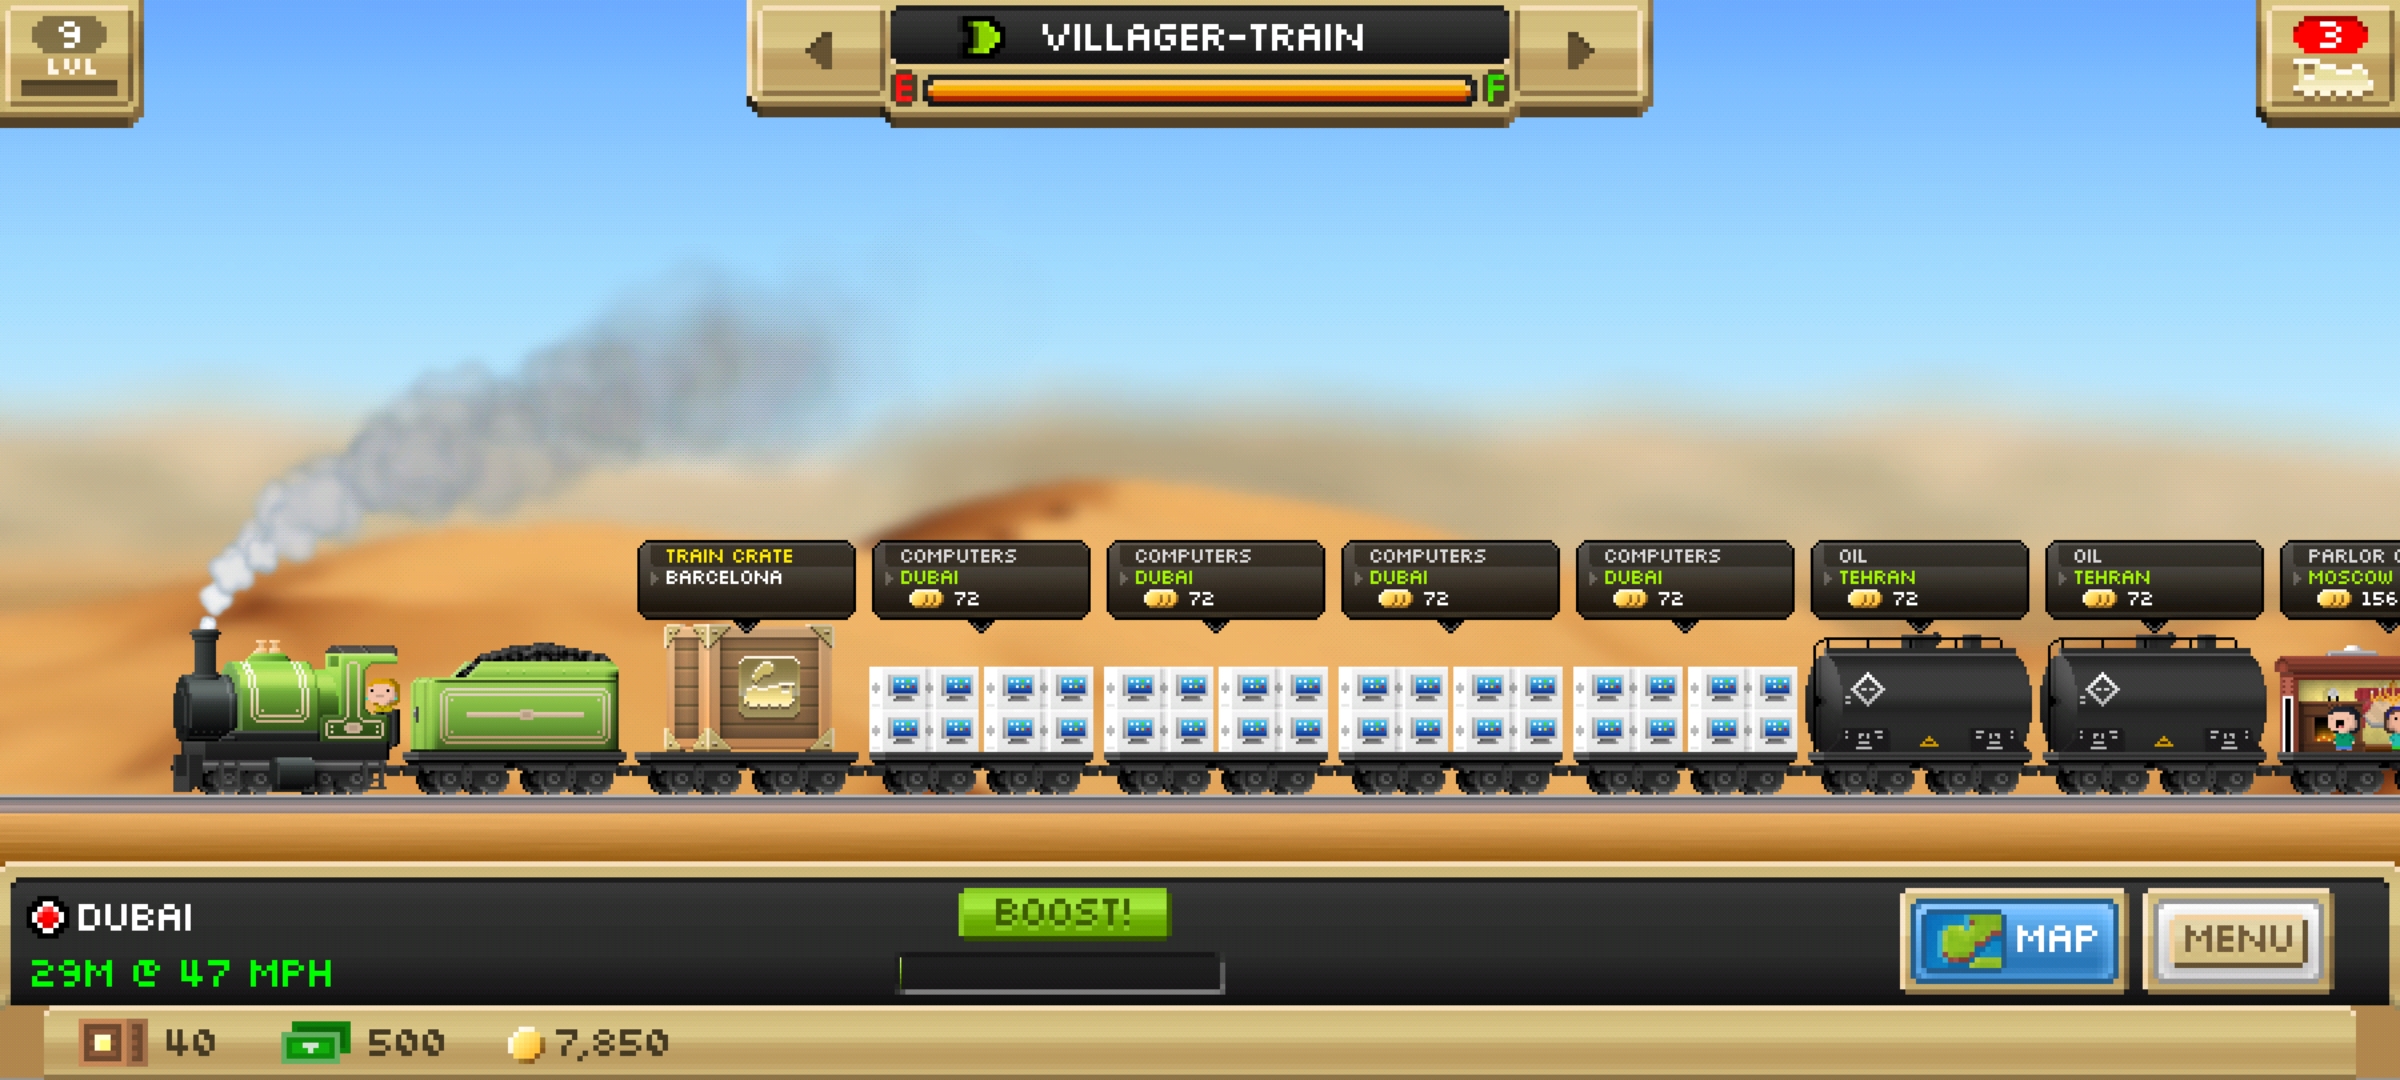 9
LVL
VILLAGER-TRAIN
E F
3
TRAIN CRATE
BARCELONA
COMPUTERS
DUBAI
72
COMPUTERS
DUBAI
72
COMPUTERS
DUBAI
72
COMPUTERS
DUBAI
72
OIL
TEHRAN
72
OIL
TEHRAN
72
PARLOR
MOSCOW
156
DUBAI
29M @ 47 MPH
BOOST!
MAP
MENU
40
500
7,850